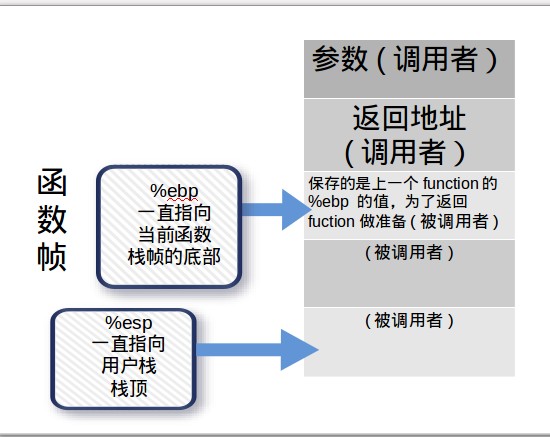 参数 ( 调用者 )
返回地址
( 调用者 )
函
数
帧
%ebp
一直指向
当前函数
栈帧的底部
保存的是上一个 function 的
%ebp 的值，为了返回
fuction 做准备 ( 被调用者 )
( 被调用者 )
%esp
一直指向
用户栈
栈顶
( 被调用者 )